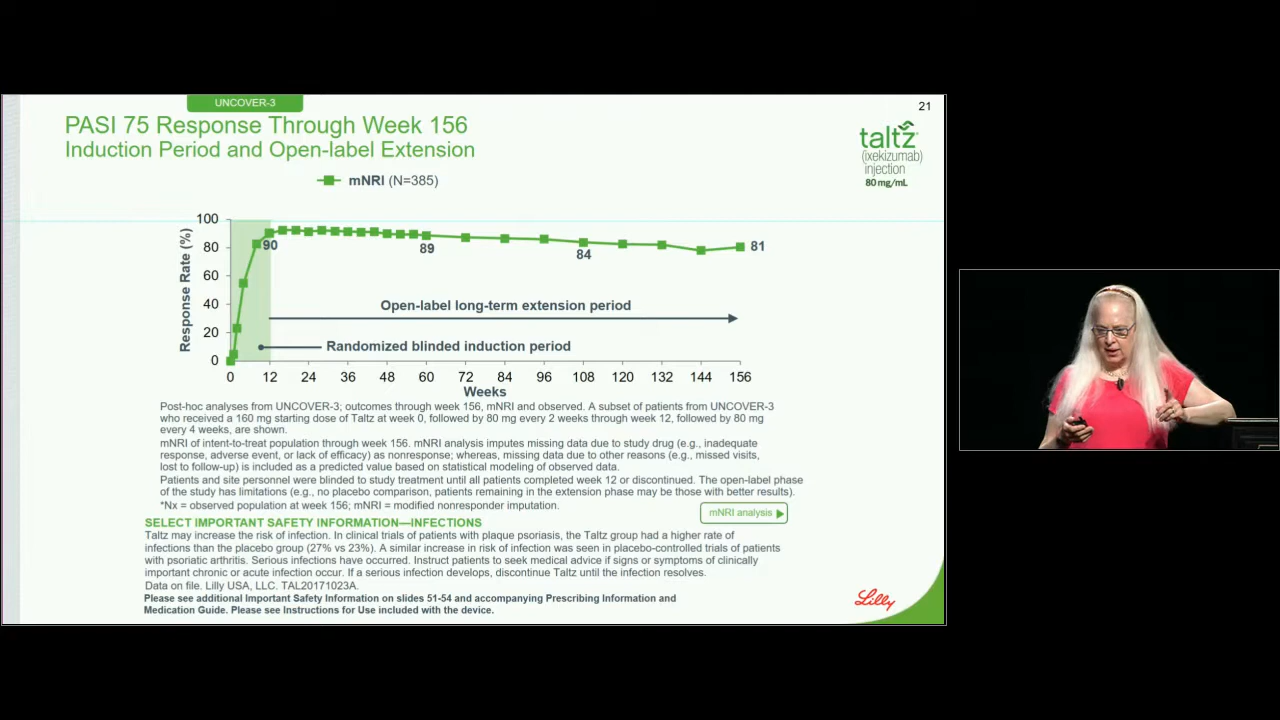 UNCOVER-3
21
PASI 75 Response Through Week 156
Induction Period and Open-label Extension
taltz
(ixekizumab)
injection
80 mg/mL
mNRI (N=385)
Response Rate (%)
100
80
60
40
20
0
90
89
84
81
Open-label long-term extension period
Randomized blinded induction period
0 12 24 36 48 60 72 84 96 108 120 132 144 156
Weeks
Post-hoc analyses from UNCOVER-3; outcomes through week 156, mNRI and observed. A subset of patients from UNCOVER-3
who received a 160 mg starting dose of Taltz at week 0, followed by 80 mg every 2 weeks through week 12, followed by 80 mg
every 4 weeks, are shown.
mNRI of intent-to-treat population through week 156. mNRI analysis imputes missing data due to study drug (e.g., inadequate
response, adverse event, or lack of efficacy) as nonresponse; whereas, missing data due to other reasons (e.g., missed visits,
lost to follow-up) is included as a predicted value based on statistical modeling of observed data.
Patients and site personnel were blinded to study treatment until all patients completed week 12 or discontinued. The open-label phase
of the study has limitations (e.g., no placebo comparison, patients remaining in the extension phase may be those with better results).
*Nx = observed population at week 156; mNRI = modified nonresponder imputation.
mNRI analysis
SELECT IMPORTANT SAFETY INFORMATION—INFECTIONS
Taltz may increase the risk of infection. In clinical trials of patients with plaque psoriasis, the Taltz group had a higher rate of
infections than the placebo group (27% vs 23%). A similar increase in risk of infection was seen in placebo-controlled trials of patients
with psoriatic arthritis. Serious infections have occurred. Instruct patients to seek medical advice if signs or symptoms of clinically
important chronic or acute infection occur. If a serious infection develops, discontinue Taltz until the infection resolves.
Data on file. Lilly USA, LLC. TAL20171023A.
Please see additional Important Safety Information on slides 51-54 and accompanying Prescribing Information and
Medication Guide. Please see Instructions for Use included with the device.
Lilly